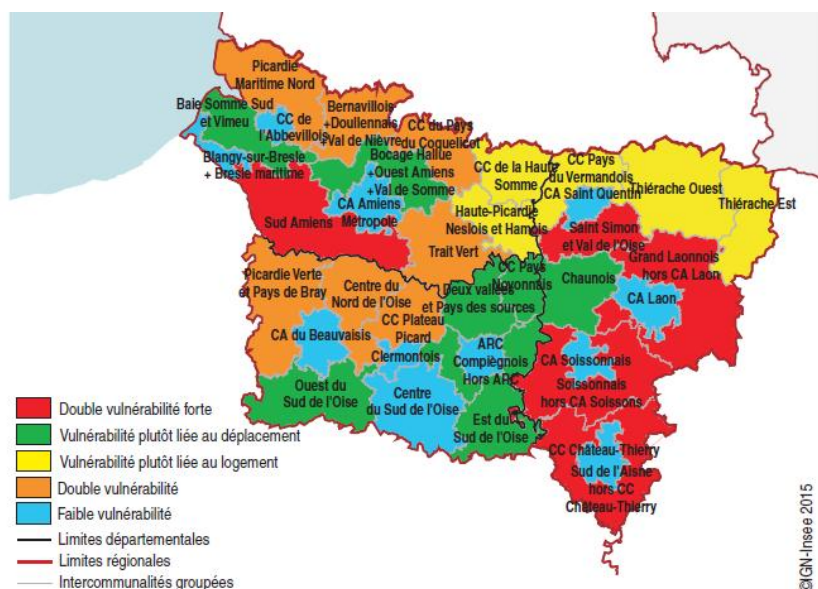 Picardie
Maritime Nord
Baie Somme Sud
et Vimeu
CC de
l'Abbevillois
Bernavillois
+Doullennais
+Val de Nièvre
CC du Pays
du Coquelicot
Blangy-sur-Bresle
+ Bresle maritime
Bocage Hallue
+Ouest Amiens
+Val de Somme
CC de la Haute
Somme
CC Pays
du Vermandois
CA Saint Quentin
Thiérache Ouest
Thiérache Est
CA Amiens
Métropole
Sud Amiens
Haute-Picardie
Neslois et Hamois
Saint Simon
et Val de l'Oise
Trait Vert
Grand Laonnois
hors CA Laon
Picardie Verte
et Pays de Bray
Centre du
Nord de l'Oise
Deux vallées
et Pays des sources
CC Pays
Noyonnais
Chaunois
CA Laon
CC Plateau
Picard
CA du Beauvaisis
Clermontois
ARC
Compiégnois
Hors ARC
CA Soissonnais
Soissonnais
hors CA Soissons
Ouest du
Sud de l'Oise
Centre
du Sud de l'Oise
Est du
Sud de l'Oise
CC Château-Thierry
Sud de l'Aisne
hors CC
Château-Thierry
Double vulnérabilité forte
Vulnérabilité plutôt liée au déplacement
Vulnérabilité plutôt liée au logement
Double vulnérabilité
Faible vulnérabilité
Limites départementales
Limites régionales
Intercommunalités groupées
©IGN-Insee 2015